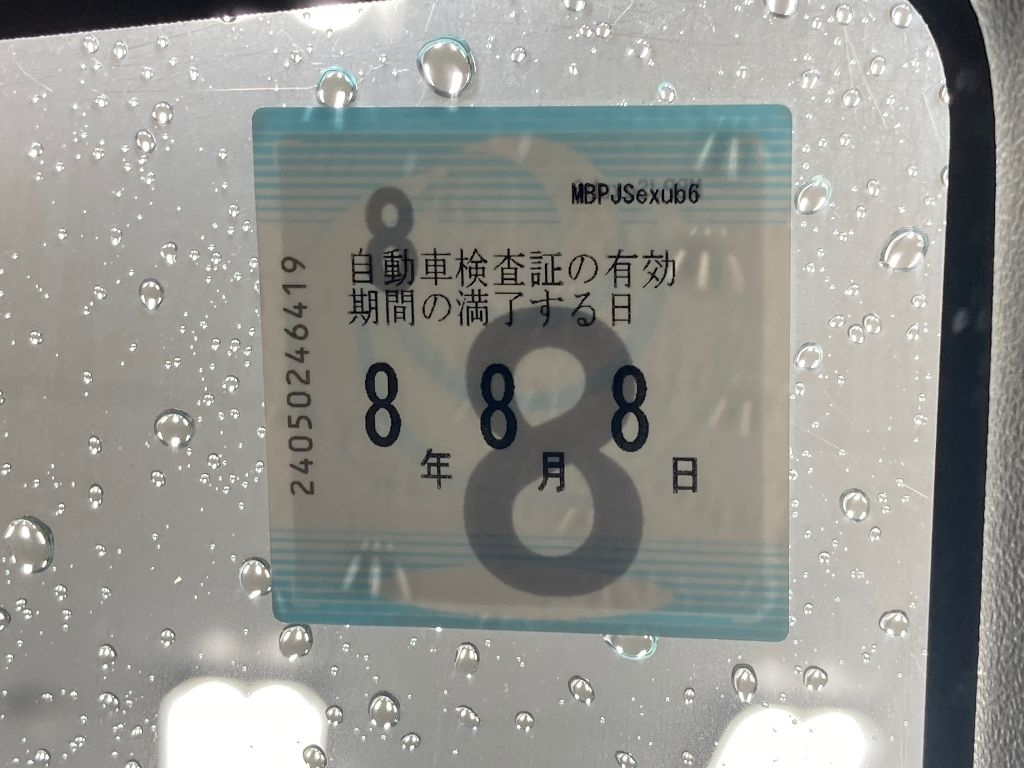 MBPJSexub6
8
自動車検査証の有効
期間の満了する日
8年 8月 8日
8
24050246419